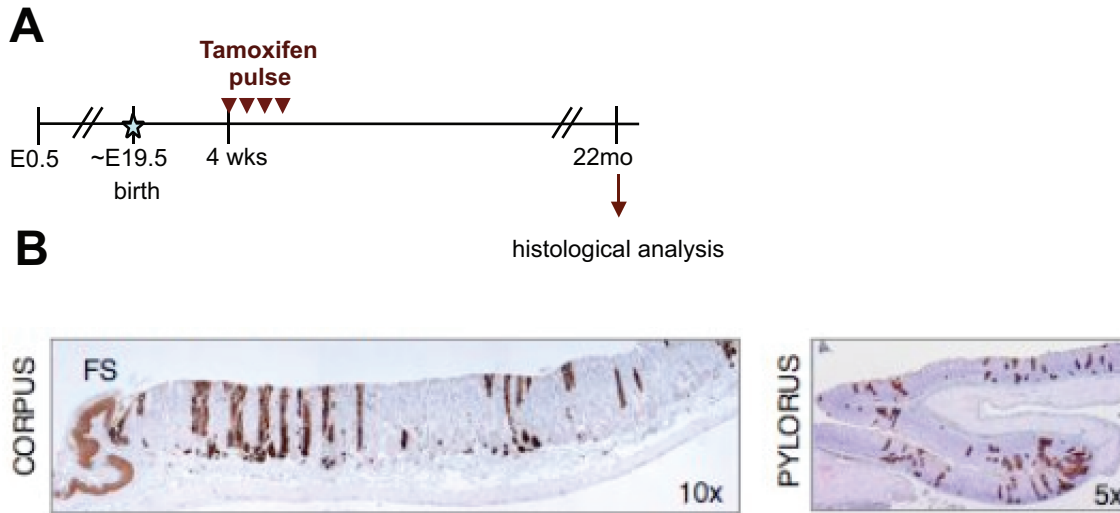 A
Tamoxifen
pulse
E0.5
~E19.5
birth
4 wks
22mo
histological analysis
B
CORPUS
FS
10x
PYLORUS
5x